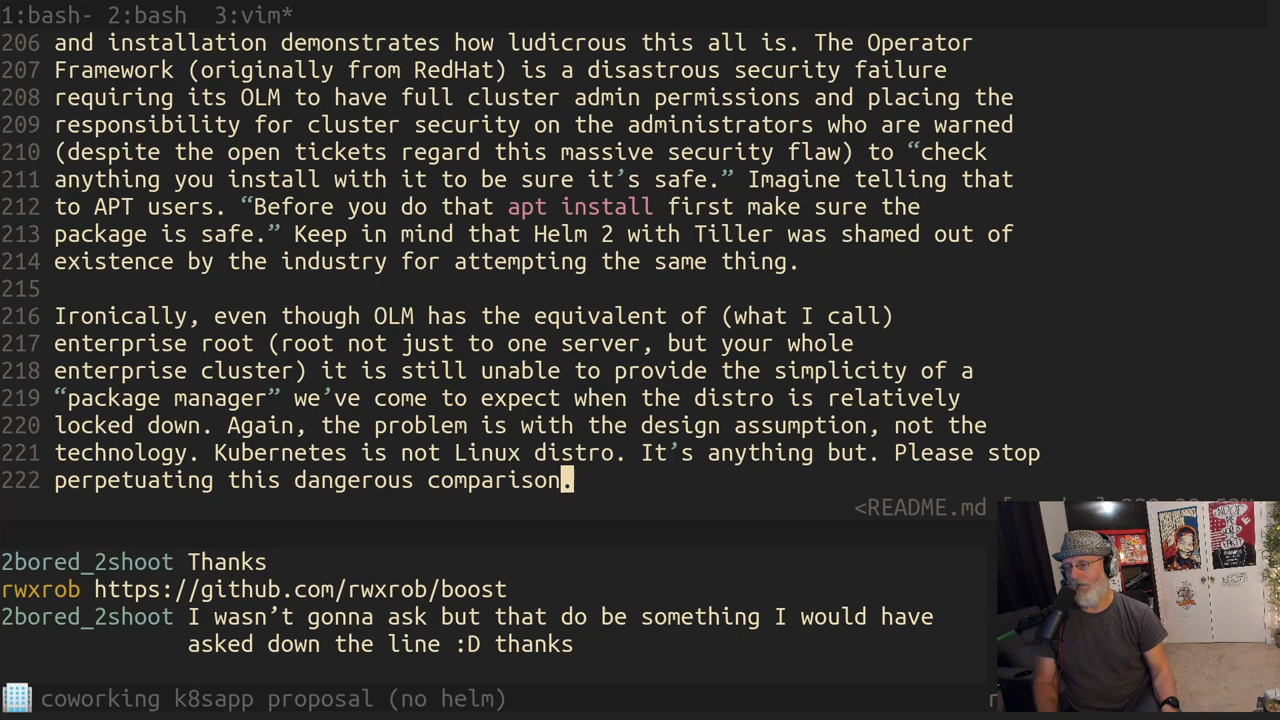 1:bash- 2:bash  3:vim*
206 and installation demonstrates how ludicrous this all is. The Operator
207 Framework (originally from RedHat) is a disastrous security failure
208 requiring its OLM to have full cluster admin permissions and placing the
209 responsibility for cluster security on the administrators who are warned
210 (despite the open tickets regard this massive security flaw) to “check
211 anything you install with it to be sure it’s safe.” Imagine telling that
212 to APT users. “Before you do that apt install first make sure the
213 package is safe.” Keep in mind that Helm 2 with Tiller was shamed out of
214 existence by the industry for attempting the same thing.
215
216 Ironically, even though OLM has the equivalent of (what I call)
217 enterprise root (root not just to one server, but your whole
218 enterprise cluster) it is still unable to provide the simplicity of a
219 “package manager” we’ve come to expect when the distro is relatively
220 locked down. Again, the problem is with the design assumption, not the
221 technology. Kubernetes is not Linux distro. It’s anything but. Please stop
222 perpetuating this dangerous comparison.
<README.md
2bored_2shoot Thanks
rwxrob https://github.com/rwxrob/boost
2bored_2shoot I wasn’t gonna ask but that do be something I would have
asked down the line :D thanks
coworking k8sapp proposal (no helm)